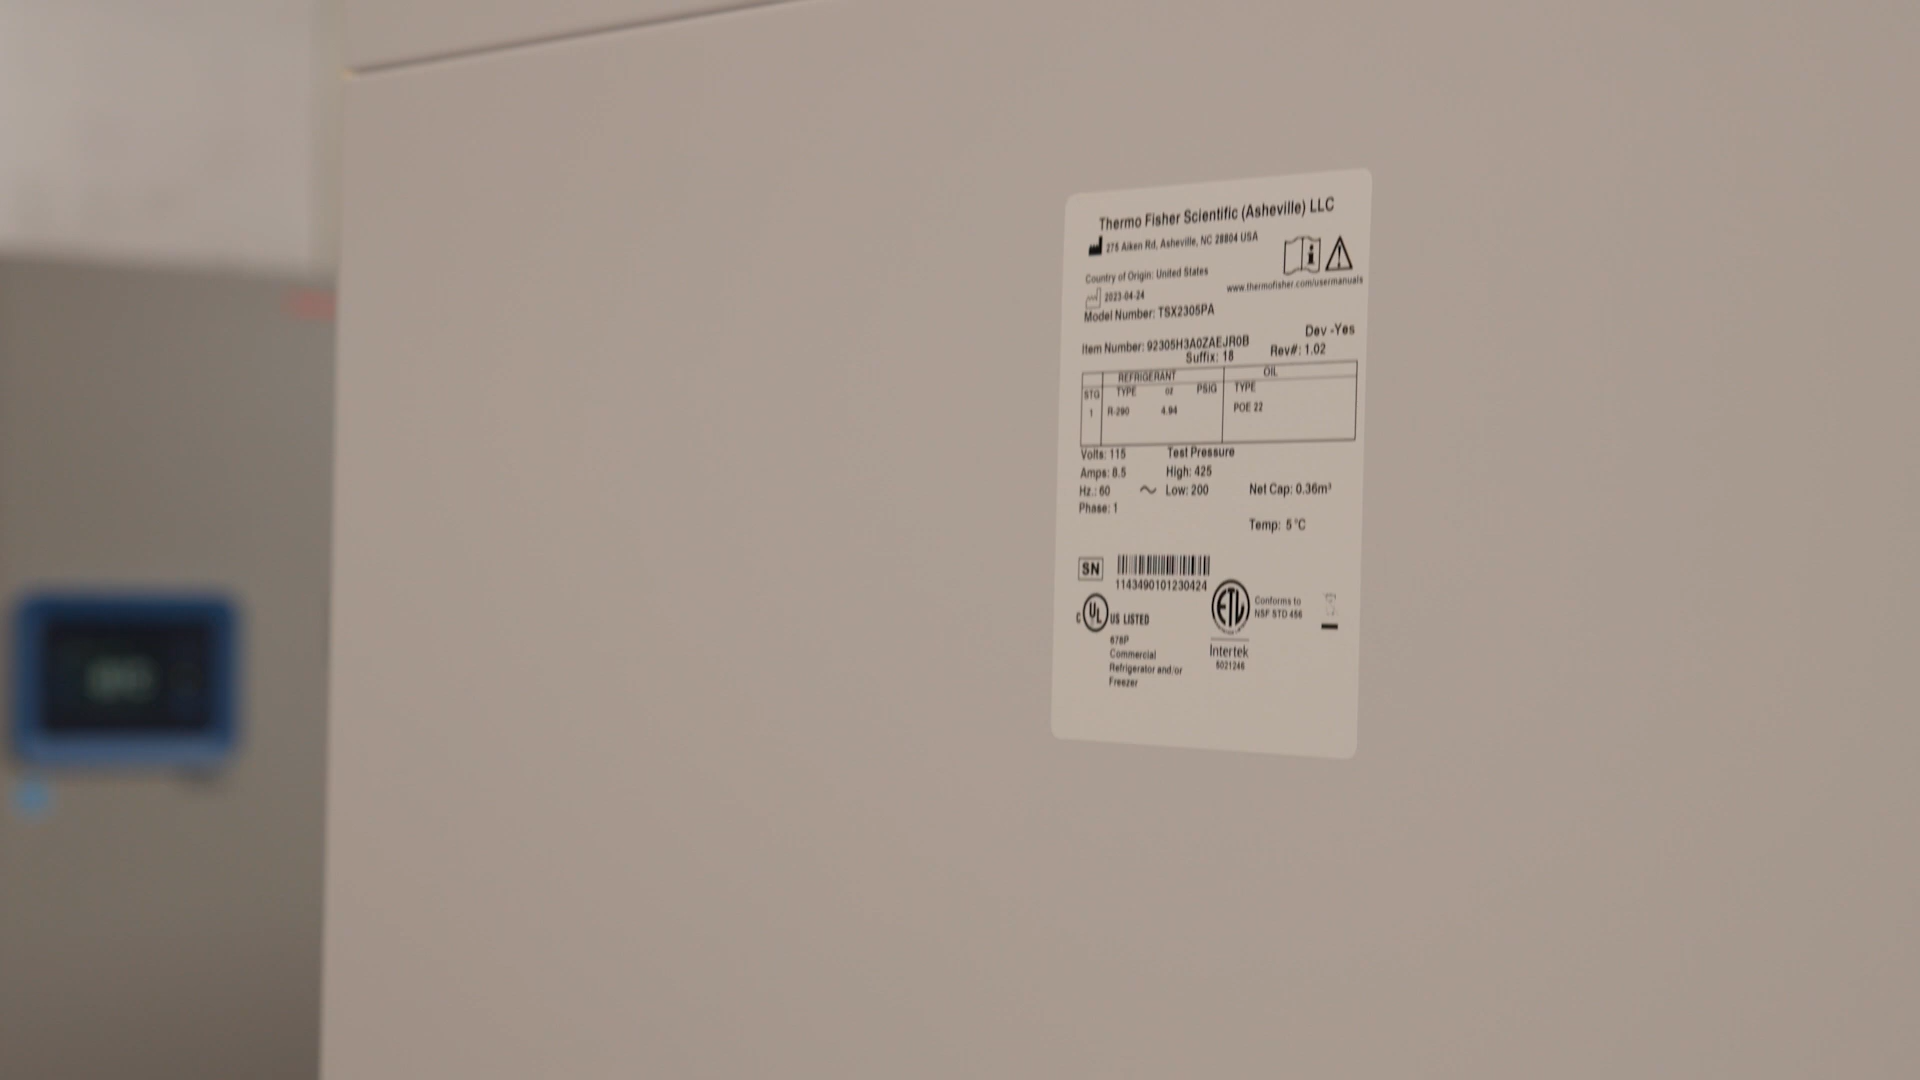 Thermo Fisher Scientific (Asheville) LLC
275 Aiken Rd, Asheville, NC 28804 USA
Country of Origin: United States
www.thermofisher.com/usermanuals
2023-04-24
Model Number: TSX2305PA
Dev -Yes
Item Number: 92305H3A0ZAEJR0B
Suffix: 18 Rev#: 1.02
REFRIGERANT OIL
STG TYPE oz PSIG TYPE
1 R-290 4.94 POE 22
Volts: 115 Test Pressure
Amps: 8.5 High: 425
Hz.: 60 ~ Low: 200 Net Cap: 0.36m³
Phase: 1
Temp: 5 °C
SN
1143490101230424
C UL US LISTED
ETL
Conforms to
NSF STD 456
678P
Commercial
Refrigerator and/or
Freezer
Intertek
5021246